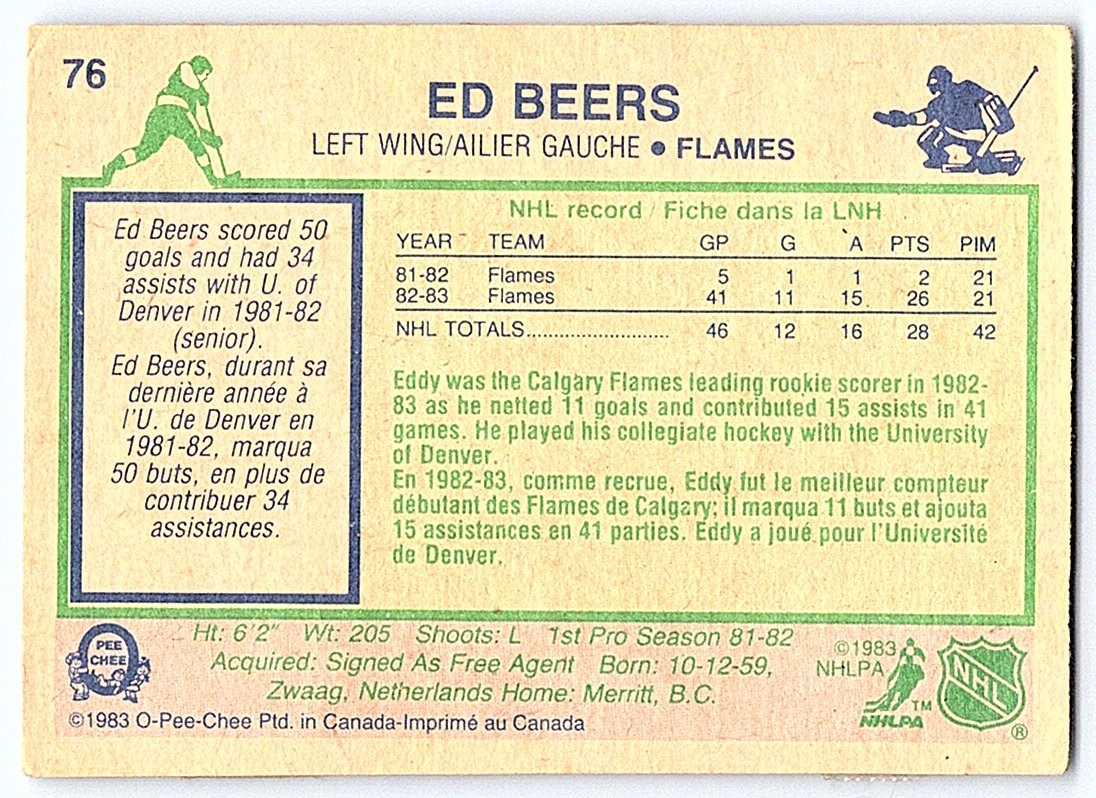 76
ED BEERS
LEFT WING/AILIER GAUCHE • FLAMES
Ed Beers scored 50
goals and had 34
assists with U. of
Denver in 1981-82
(senior).
Ed Beers, durant sa
dernière année à
l'U. de Denver en
1981-82, marqua
50 buts, en plus de
contribuer 34
assistances.
NHL record / Fiche dans la LNH
YEAR TEAM GP G A PTS PIM
81-82 Flames 5 1 1 2 21
82-83 Flames 41 11 15 26 21
NHL TOTALS.......................... 46 12 16 28 42
Eddy was the Calgary Flames leading rookie scorer in 1982-
83 as he netted 11 goals and contributed 15 assists in 41
games. He played his collegiate hockey with the University
of Denver.
En 1982-83, comme recrue, Eddy fut le meilleur compteur
débutant des Flames de Calgary; il marqua 11 buts et ajouta
15 assistances en 41 parties. Eddy a joué pour l'Université
de Denver.
Ht: 6'2" Wt: 205 Shoots: L 1st Pro Season 81-82
Acquired: Signed As Free Agent Born: 10-12-59,
Zwaag, Netherlands Home: Merritt, B.C.
©1983 O-Pee-Chee Ptd. in Canada-Imprimé au Canada
PEE
CHEE
©1983
NHLPA
TM
NHLPA
NHL
®